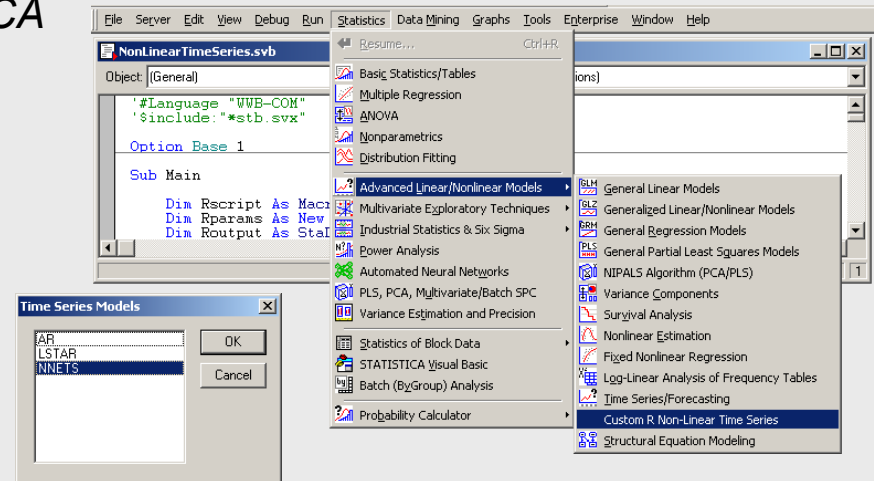 CA
File Server Edit View Debug Run Statistics Data Mining Graphs Tools Enterprise Window Help
NonLinearTimeSeries.svb
Object: (General)
ions)
'#Language "WWB-COM"
'$include:"*stb.svx"
Option Base 1
Sub Main
Dim Rscript As Macr
Dim Rparams As New
Dim Routput As StaD
1
Resume... Ctrl+R
Basic Statistics/Tables
Multiple Regression
ANOVA
Nonparametrics
Distribution Fitting
Advanced Linear/Nonlinear Models
Multivariate Exploratory Techniques
Industrial Statistics & Six Sigma
Power Analysis
Automated Neural Networks
PLS, PCA, Multivariate/Batch SPC
Variance Estimation and Precision
Statistics of Block Data
STATISTICA Visual Basic
Batch (ByGroup) Analysis
Probability Calculator
General Linear Models
Generalized Linear/Nonlinear Models
General Regression Models
General Partial Least Squares Models
NIPALS Algorithm (PCA/PLS)
Variance Components
Survival Analysis
Nonlinear Estimation
Fixed Nonlinear Regression
Log-Linear Analysis of Frequency Tables
Time Series/Forecasting
Custom R Non-Linear Time Series
Structural Equation Modeling
Time Series Models
AR
LSTAR
NNETS
OK
Cancel